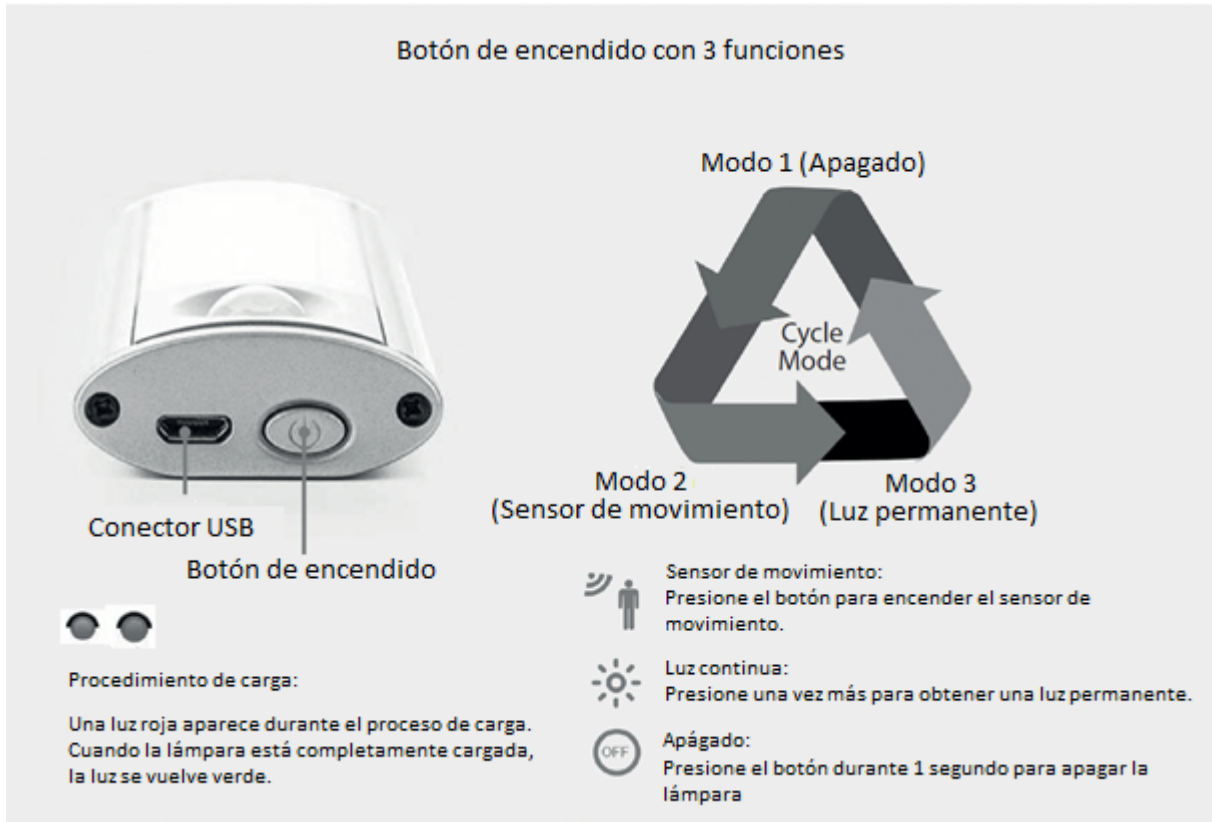 Botón de encendido con 3 funciones
Modo 1 (Apagado)
Cycle
Mode
Modo 2
(Sensor de movimiento)
Modo 3
(Luz permanente)
Conector USB
Botón de encendido
Procedimiento de carga:
Una luz roja aparece durante el proceso de carga.
Cuando la lámpara está completamente cargada,
la luz se vuelve verde.
Sensor de movimiento:
Presione el botón para encender el sensor de
movimiento.
Luz continua:
Presione una vez más para obtener una luz permanente.
OFF
Apágado:
Presione el botón durante 1 segundo para apagar la
lámpara